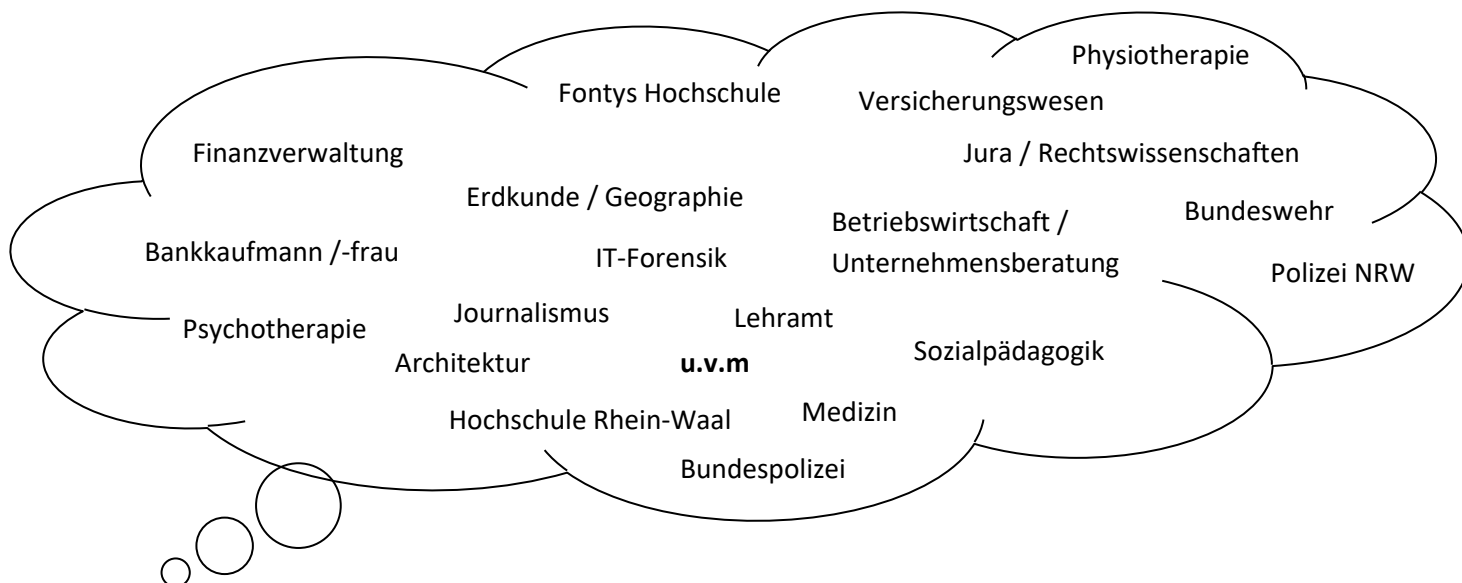 Physiotherapie
Fontys Hochschule
Versicherungswesen
Finanzverwaltung
Jura / Rechtswissenschaften
Erdkunde / Geographie
Betriebswirtschaft /
Unternehmensberatung
Bundeswehr
Bankkaufmann /-frau
IT-Forensik
Polizei NRW
Journalismus
Lehramt
Psychotherapie
Architektur
u.v.m
Sozialpädagogik
Hochschule Rhein-Waal
Medizin
Bundespolizei